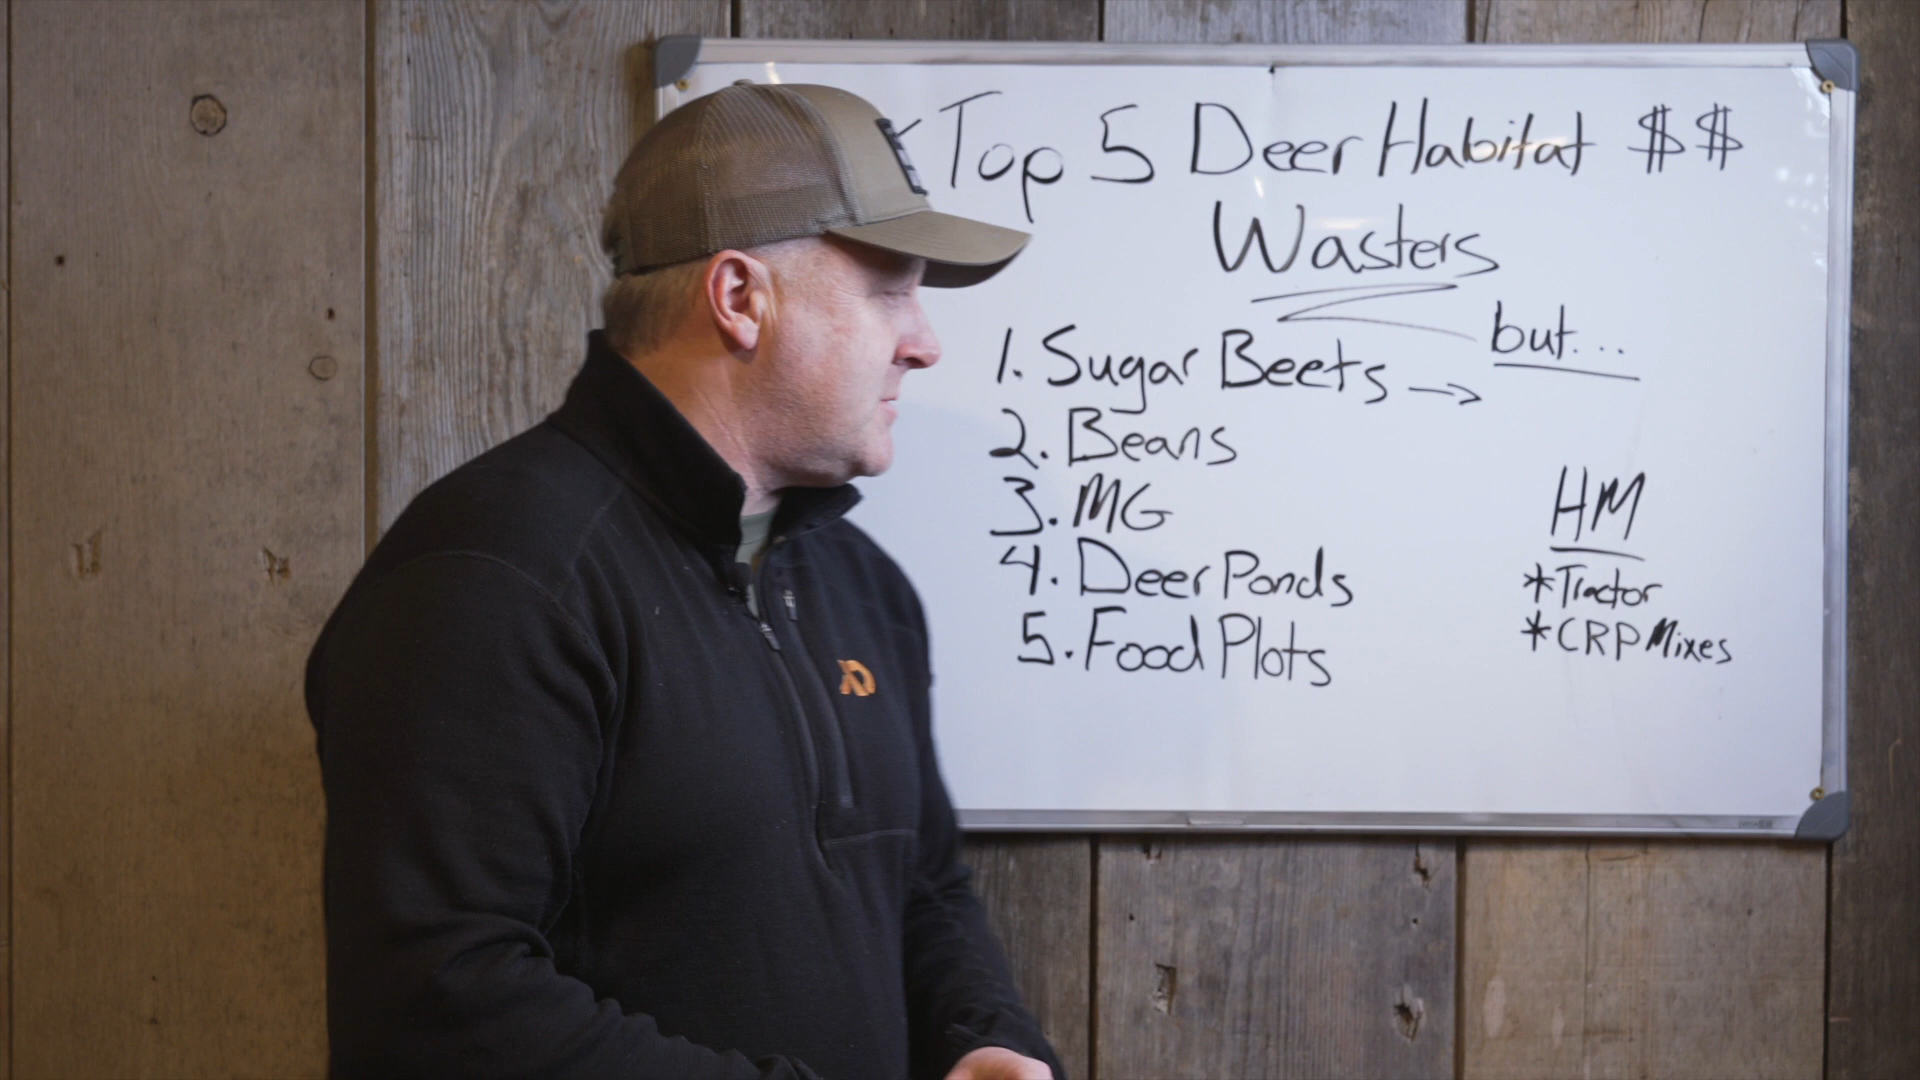 Top 5 Deer Habitat $$
Wasters
but...
1. Sugar Beets →
2. Beans
3. MG
4. Deer Ponds
5. Food Plots
HM
*Tractor
*CRP Mixes